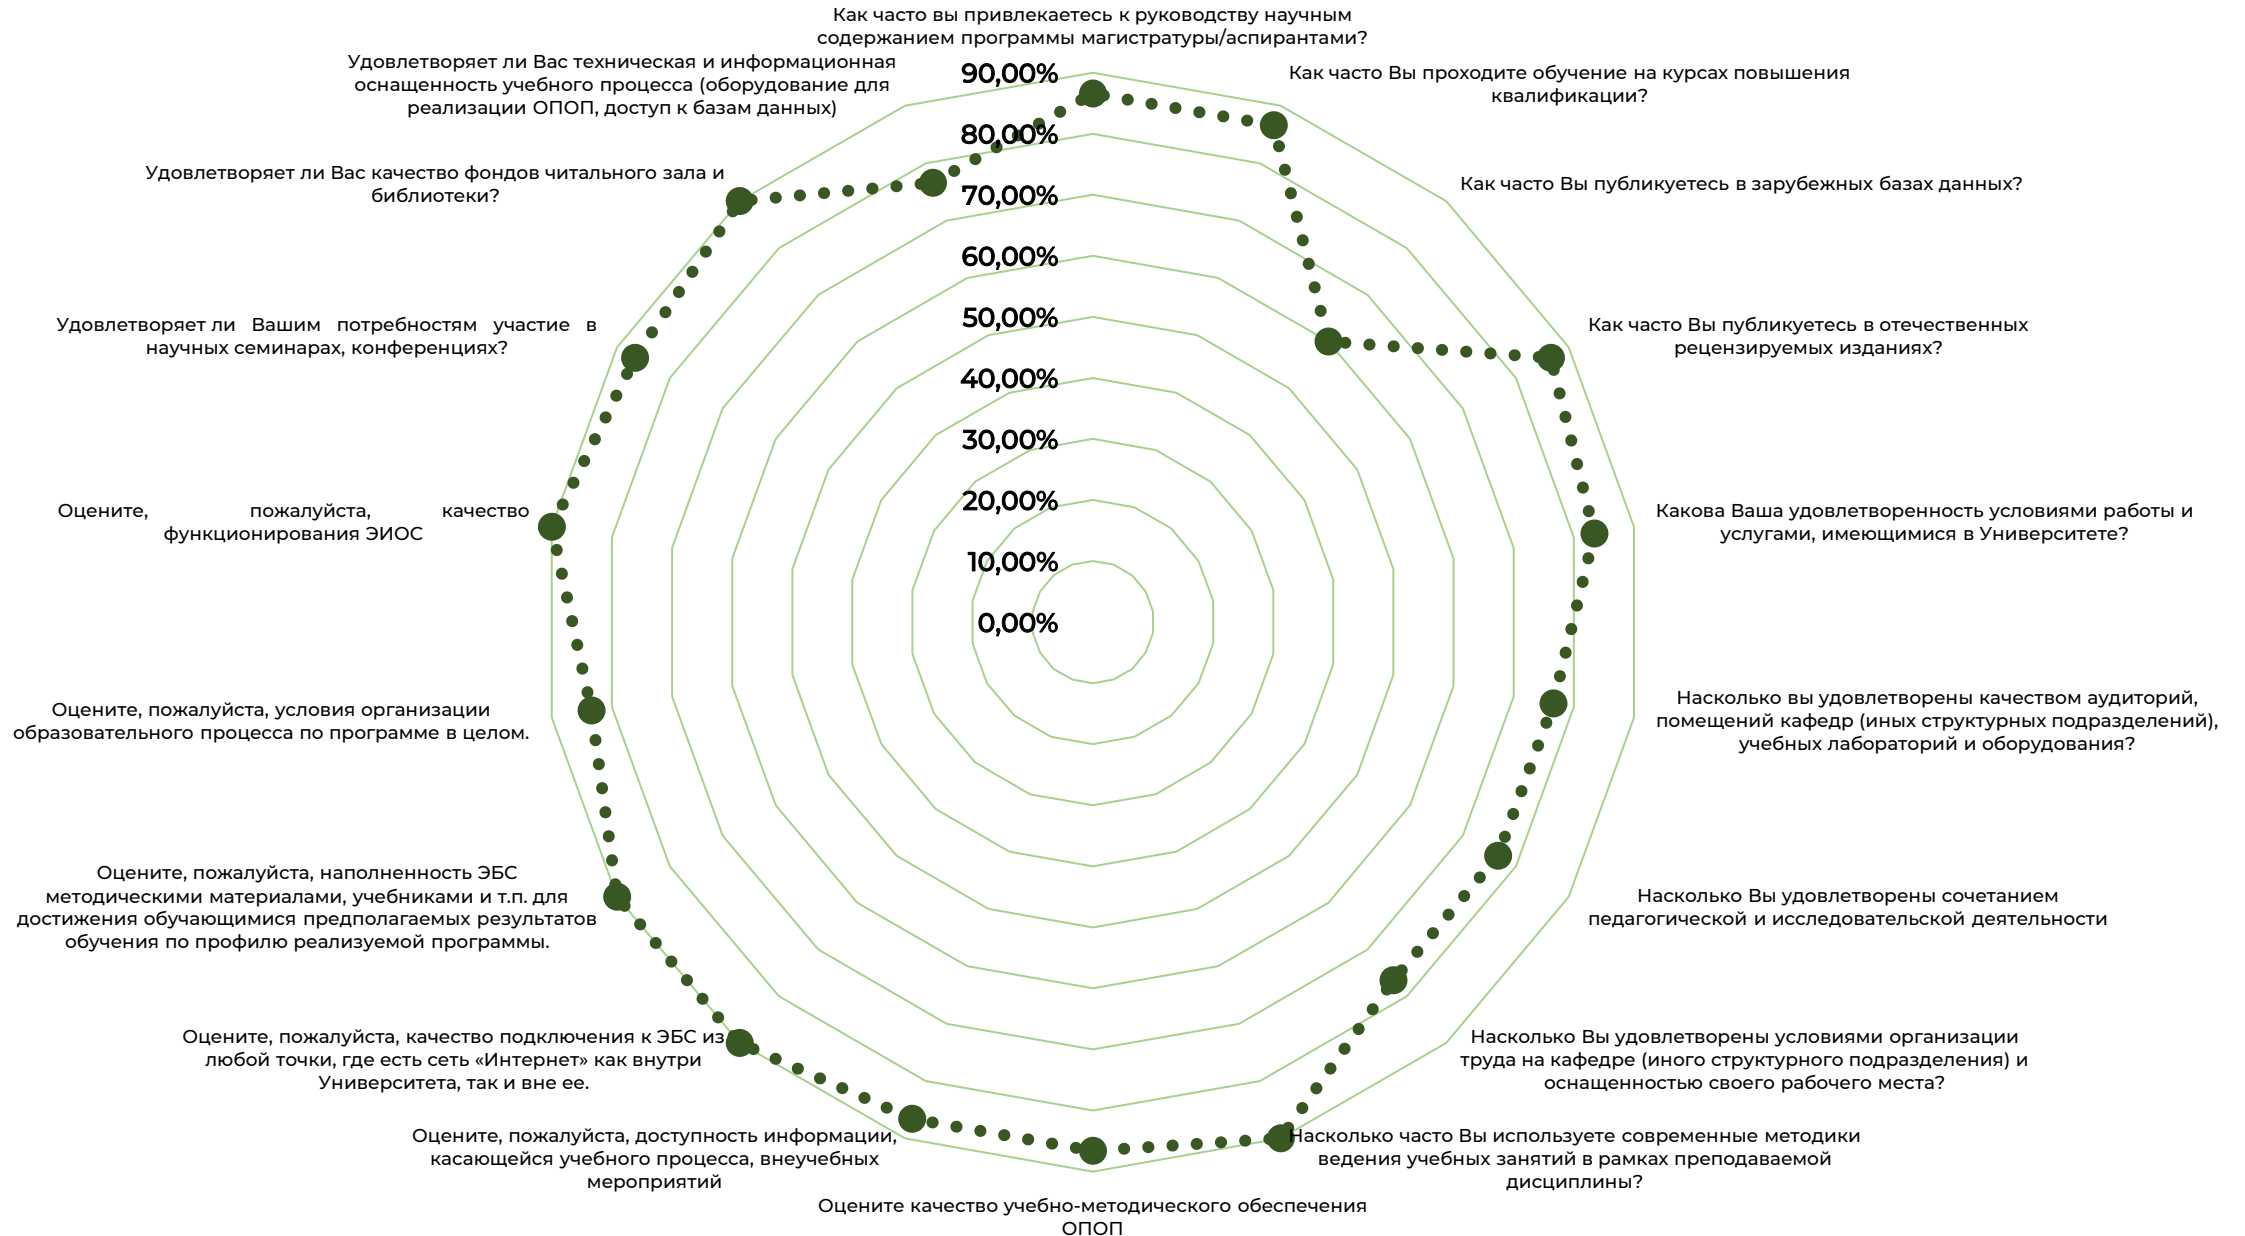 Как часто вы привлекаетесь к руководству научным
содержанием программы магистратуры/аспирантами?
Как часто Вы проходите обучение на курсах повышения
квалификации?
Как часто Вы публикуетесь в зарубежных базах данных?
Как часто Вы публикуетесь в отечественных
рецензируемых изданиях?
Какова Ваша удовлетворенность условиями работы и
услугами, имеющимися в Университете?
Насколько вы удовлетворены качеством аудиторий,
помещений кафедр (иных структурных подразделений),
учебных лабораторий и оборудования?
Насколько Вы удовлетворены сочетанием
педагогической и исследовательской деятельности
Насколько Вы удовлетворены условиями организации
труда на кафедре (иного структурного подразделения) и
оснащенностью своего рабочего места?
Насколько часто Вы используете современные методики
ведения учебных занятий в рамках преподаваемой
дисциплины?
Оцените качество учебно-методического обеспечения
ОПОП
Оцените, пожалуйста, доступность информации,
касающейся учебного процесса, внеучебных
мероприятий
Оцените, пожалуйста, качество подключения к ЭБС из
любой точки, где есть сеть «Интернет» как внутри
Университета, так и вне ее.
Оцените, пожалуйста, наполненность ЭБС
методическими материалами, учебниками и т.п. для
достижения обучающимися предполагаемых результатов
обучения по профилю реализуемой программы.
Оцените, пожалуйста, условия организации
образовательного процесса по программе в целом.
Оцените, пожалуйста, качество
функционирования ЭИОС
Удовлетворяет ли Вашим потребностям участие в
научных семинарах, конференциях?
Удовлетворяет ли Вас качество фондов читального зала и
библиотеки?
Удовлетворяет ли Вас техническая и информационная
оснащенность учебного процесса (оборудование для
реализации ОПОП, доступ к базам данных)
90,00%
80,00%
70,00%
60,00%
50,00%
40,00%
30,00%
20,00%
10,00%
0,00%